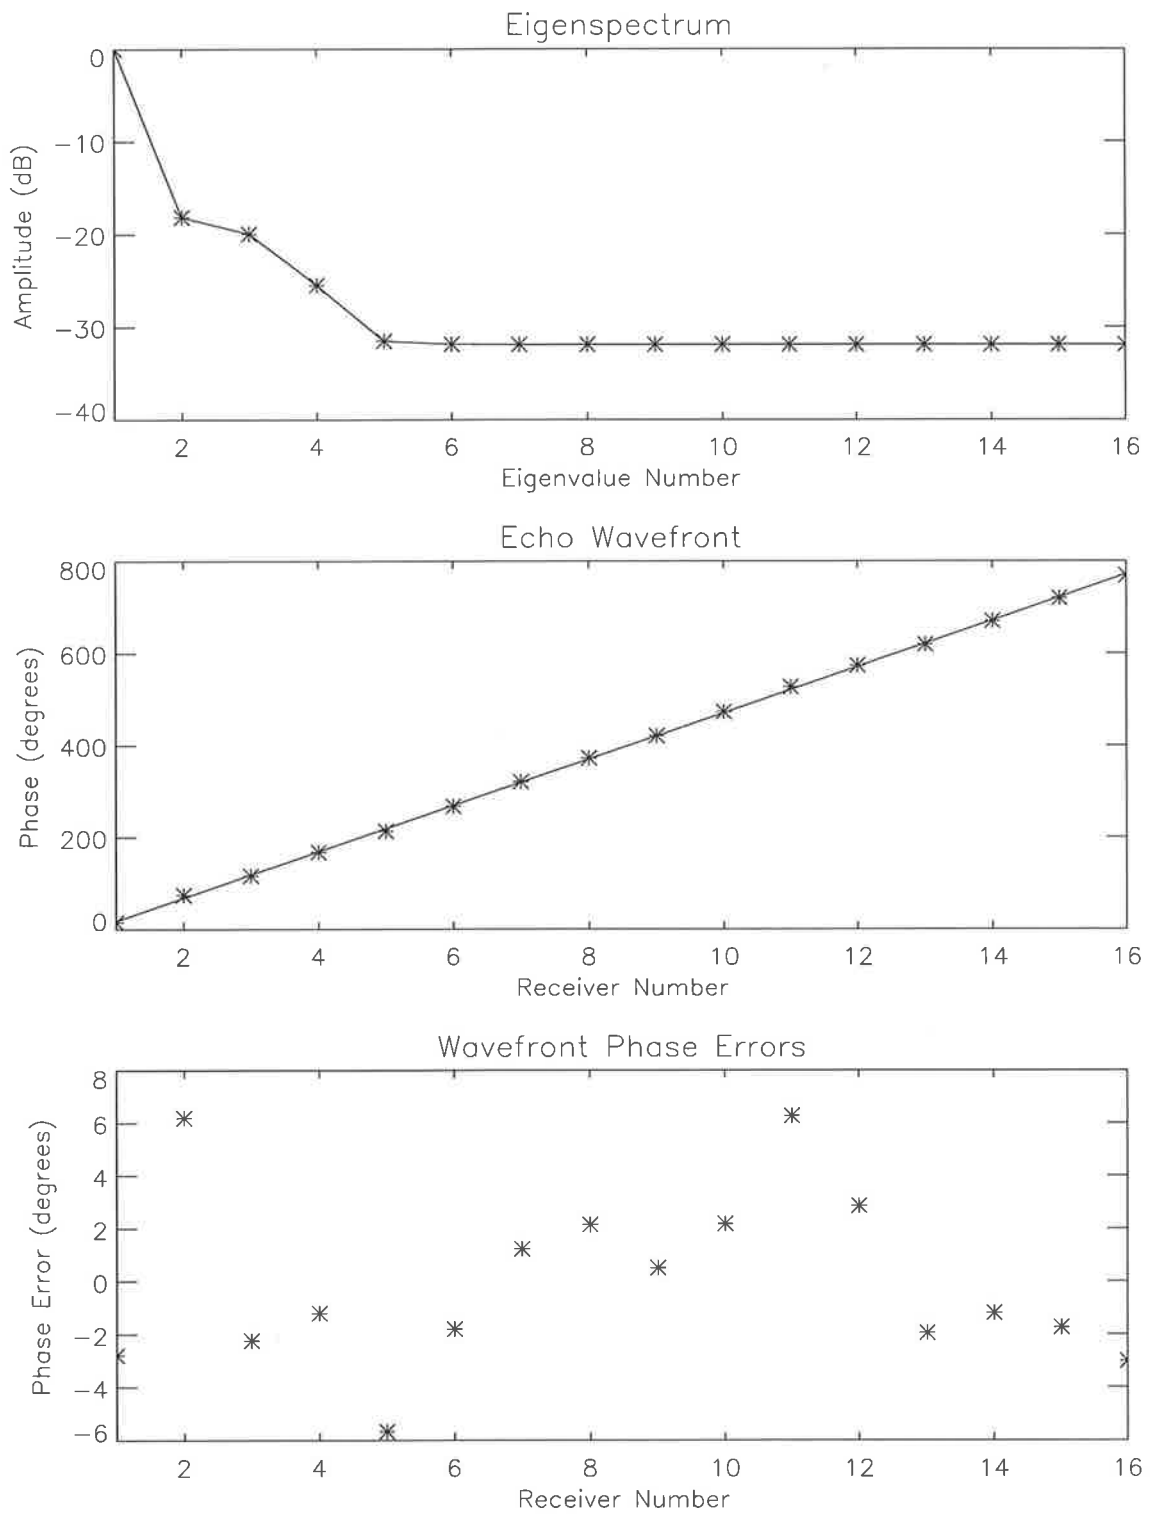 Eigenspectrum
0
−10
−20
−30
−40
Amplitude (dB)
2 4 6 8 10 12 14 16
Eigenvalue Number
Echo Wavefront
800
600
400
200
0
Phase (degrees)
2 4 6 8 10 12 14 16
Receiver Number
Wavefront Phase Errors
8
6
4
2
0
−2
−4
−6
Phase Error (degrees)
2 4 6 8 10 12 14 16
Receiver Number